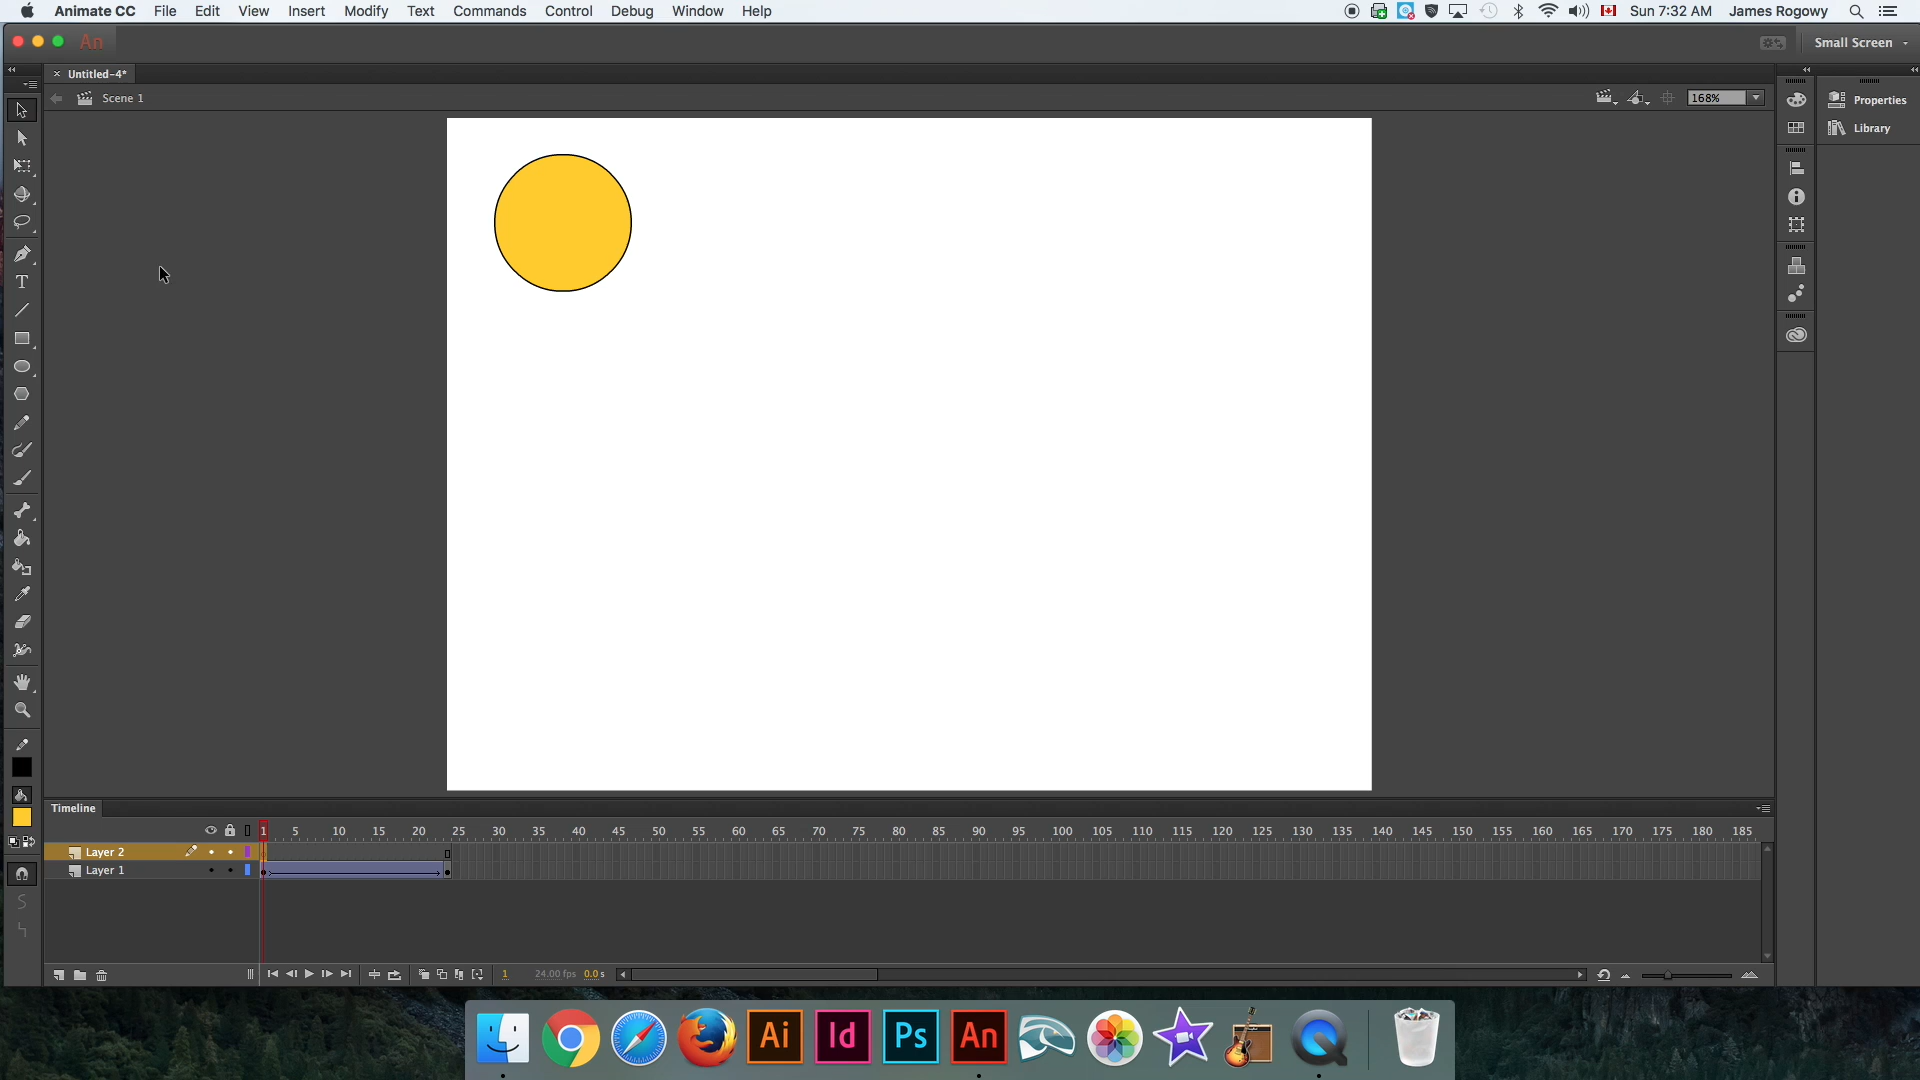 Animate CC File Edit View Insert Modify Text Commands Control Debug Window Help Sun 7:32 AM James Rogowy
An Small Screen
Untitled-4*
Scene 1 168%
Properties
Library
T
Timeline
1 5 10 15 20 25 30 35 40 45 50 55 60 65 70 75 80 85 90 95 100 105 110 115 120 125 130 135 140 145 150 155 160 165 170 175 180 185
Layer 2
Layer 1
1 24.00 fps 0.0 s
Ai Id Ps An